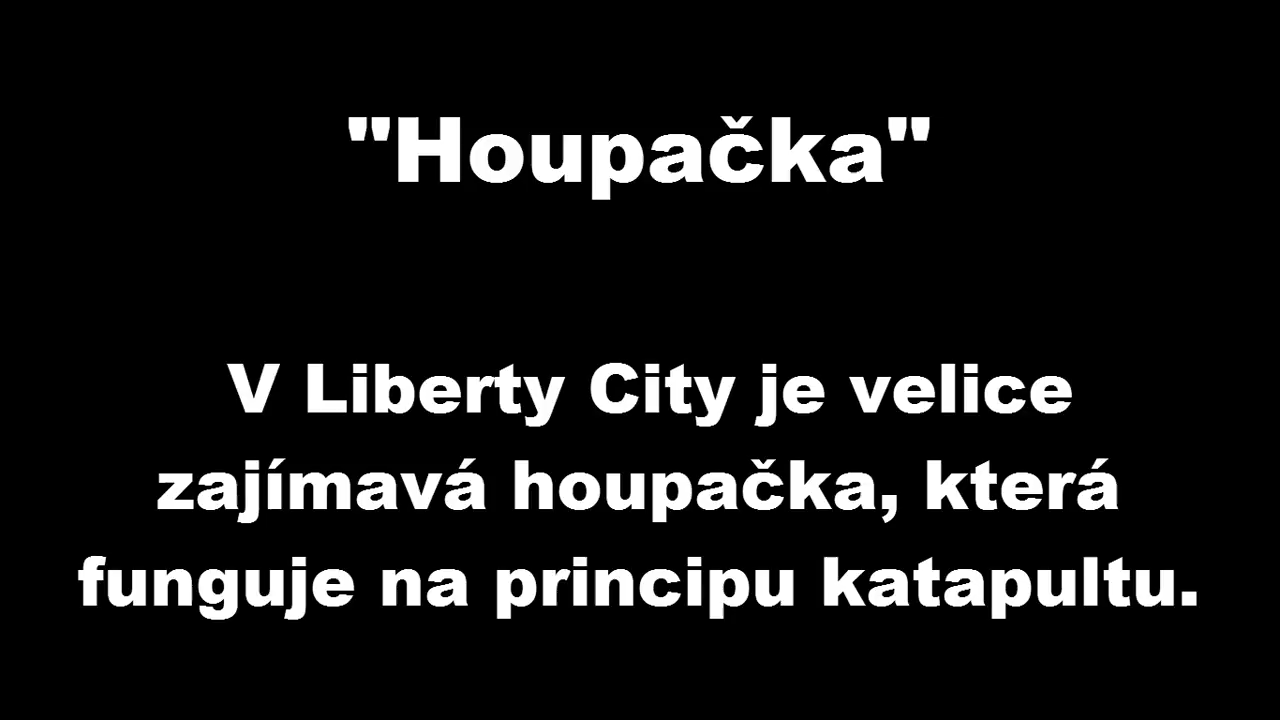 "Houpačka"
V Liberty City je velice
zajímavá houpačka, která
funguje na principu katapultu.